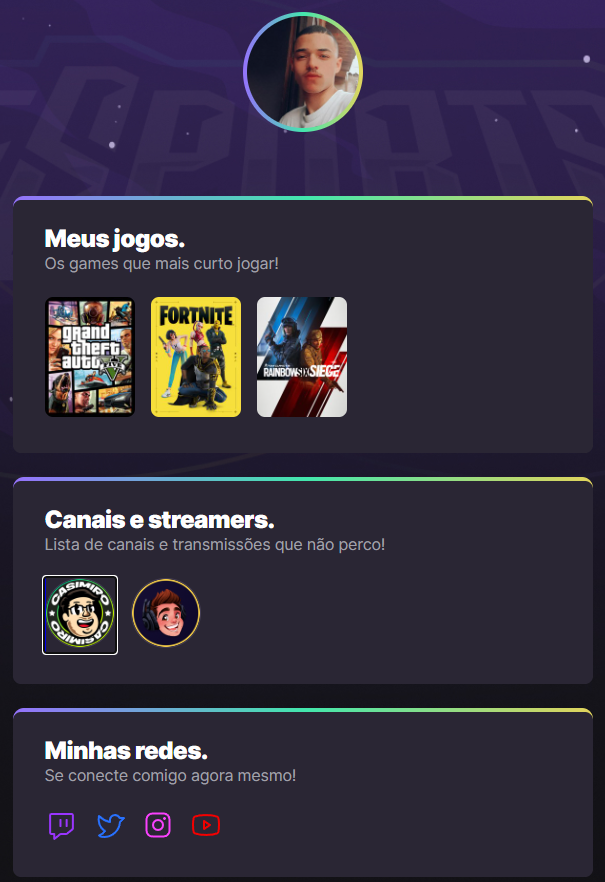 ESPORTS
Meus jogos.
Os games que mais curto jogar!
grand
theft
auto V
FIVE
FORTNITE
RAINBOW SIX SIEGE
Canais e streamers.
Lista de canais e transmissões que não perco!
CASIMIRO
CASIMIRO
Minhas redes.
Se conecte comigo agora mesmo!